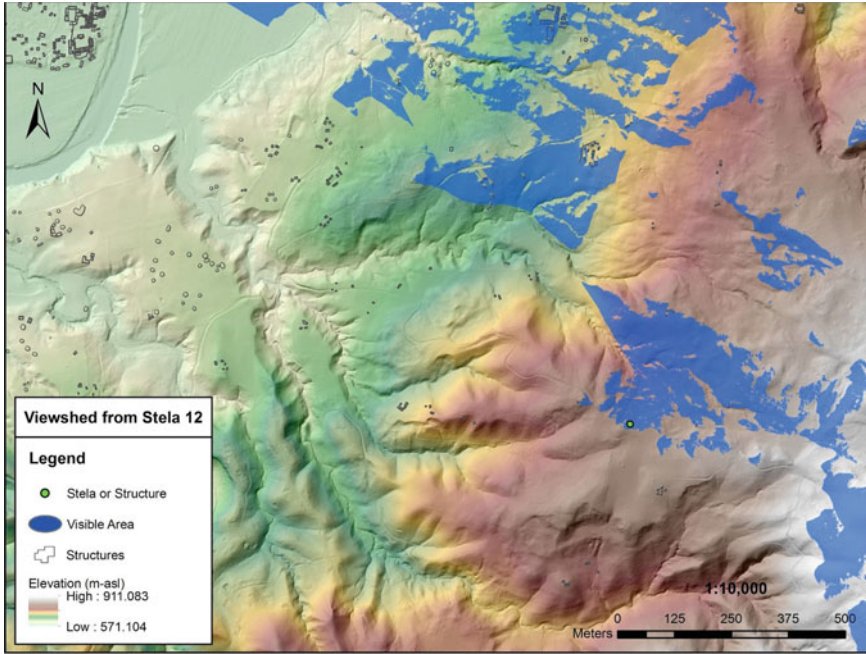 N
Viewshed from Stela 12
Legend
Stela or Structure
Visible Area
Structures
Elevation (m-asl)
High : 911.083
Low : 571.104
1:10,000
0 125 250 375 500
Meters